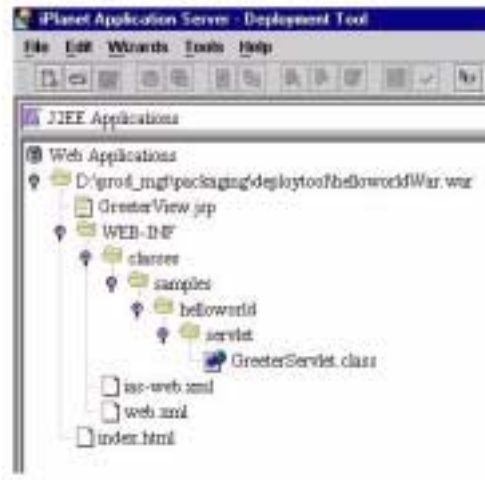 iPlanet Application Server - Deployment Tool
File Edit Wizards Tools Help
J2EE Applications
Web Applications
D:\prod_mgt\packaging\deploytool\helloworldWar.war
GreeterView.jsp
WEB-INF
classes
samples
helloworld
servlet
GreeterServlet.class
ias-web.xml
web.xml
index.html